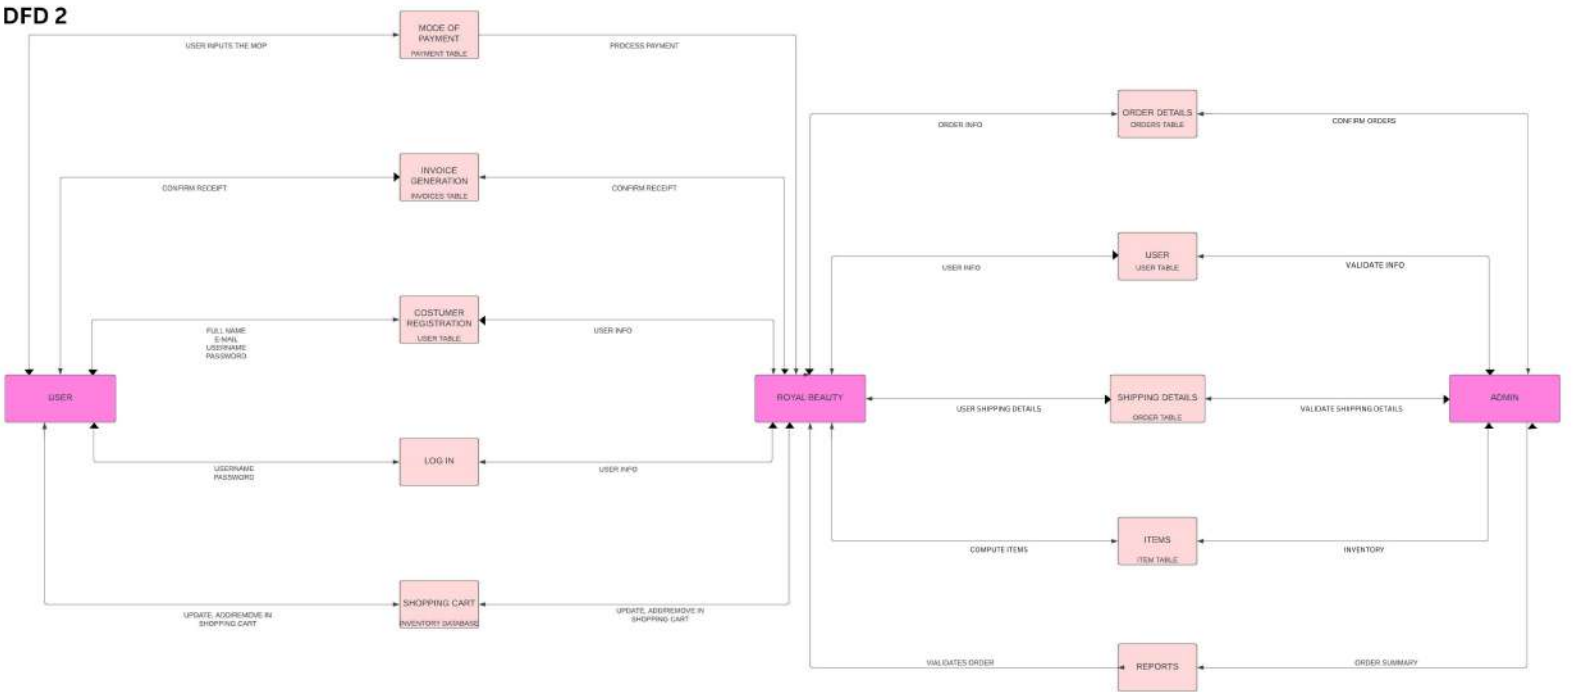 DFD 2
MODE OF
PAYMENT
PAYMENT TABLE
USER INPUTS THE MOP
PROCESS PAYMENT
ORDER DETAILS
ORDERS TABLE
ORDER INFO
CONFIRM ORDERS
INVOICE
GENERATION
INVOICES TABLE
CONFIRM RECEIPT
CONFIRM RECEIPT
USER
USER TABLE
USER INFO
VALIDATE INFO
COSTUMER
REGISTRATION
USER TABLE
FULL NAME
E-MAIL
USERNAME
PASSWORD
USER INFO
USER
ROYAL BEAUTY
SHIPPING DETAILS
ORDER TABLE
ADMIN
USER SHIPPING DETAILS
VALIDATE SHIPPING DETAILS
LOG IN
USERNAME
PASSWORD
USER INFO
ITEMS
ITEM TABLE
COMPUTE ITEMS
INVENTORY
SHOPPING CART
INVENTORY DATABASE
UPDATE, ADD/REMOVE IN
SHOPPING CART
UPDATE, ADD/REMOVE IN
SHOPPING CART
VIALIDATES ORDER
REPORTS
ORDER SUMMARY